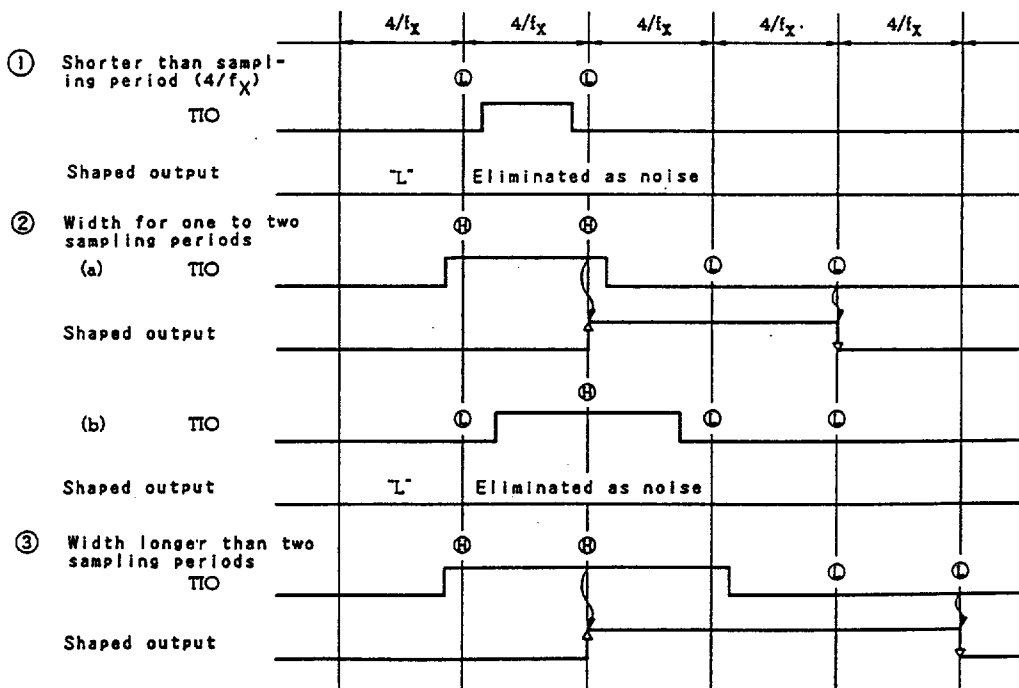 4/fX 4/fX 4/fX 4/fX. 4/fX
① Shorter than sampl-
ing period (4/fX)
Ⓛ Ⓛ
TIO
Shaped output "L" Eliminated as noise
② Width for one to two
sampling periods
Ⓗ Ⓗ
(a) TIO Ⓛ Ⓛ
Shaped output
Ⓗ
(b) TIO Ⓛ Ⓛ Ⓛ
Shaped output "L" Eliminated as noise
③ Width longer than two
sampling periods
Ⓗ Ⓗ
TIO Ⓛ Ⓛ
Shaped output